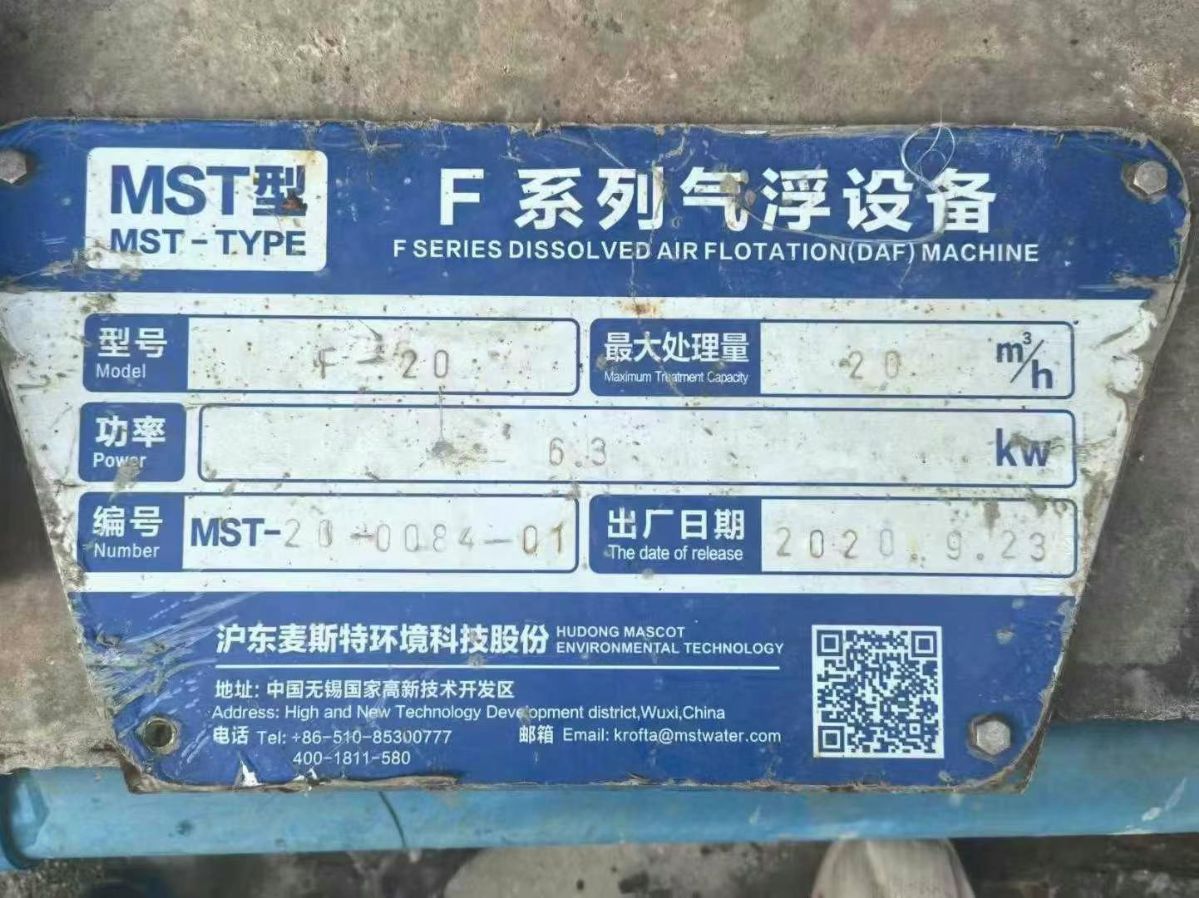 MST型
MST-TYPE
F 系列气浮设备
F SERIES DISSOLVED AIR FLOTATION(DAF) MACHINE
型号
Model
F-20
最大处理量
Maximum Treatment Capacity
20 m³/h
功率
Power
6.3 kw
编号
Number
MST-20-0084-01
出厂日期
The date of release
2020.9.23
沪东麦斯特环境科技股份
HUDONG MASCOT
ENVIRONMENTAL TECHNOLOGY
地址: 中国无锡国家高新技术开发区
Address: High and New Technology Development district,Wuxi,China
电话 Tel: +86-510-85300777 邮箱 Email: krofta@mstwater.com
400-1811-580